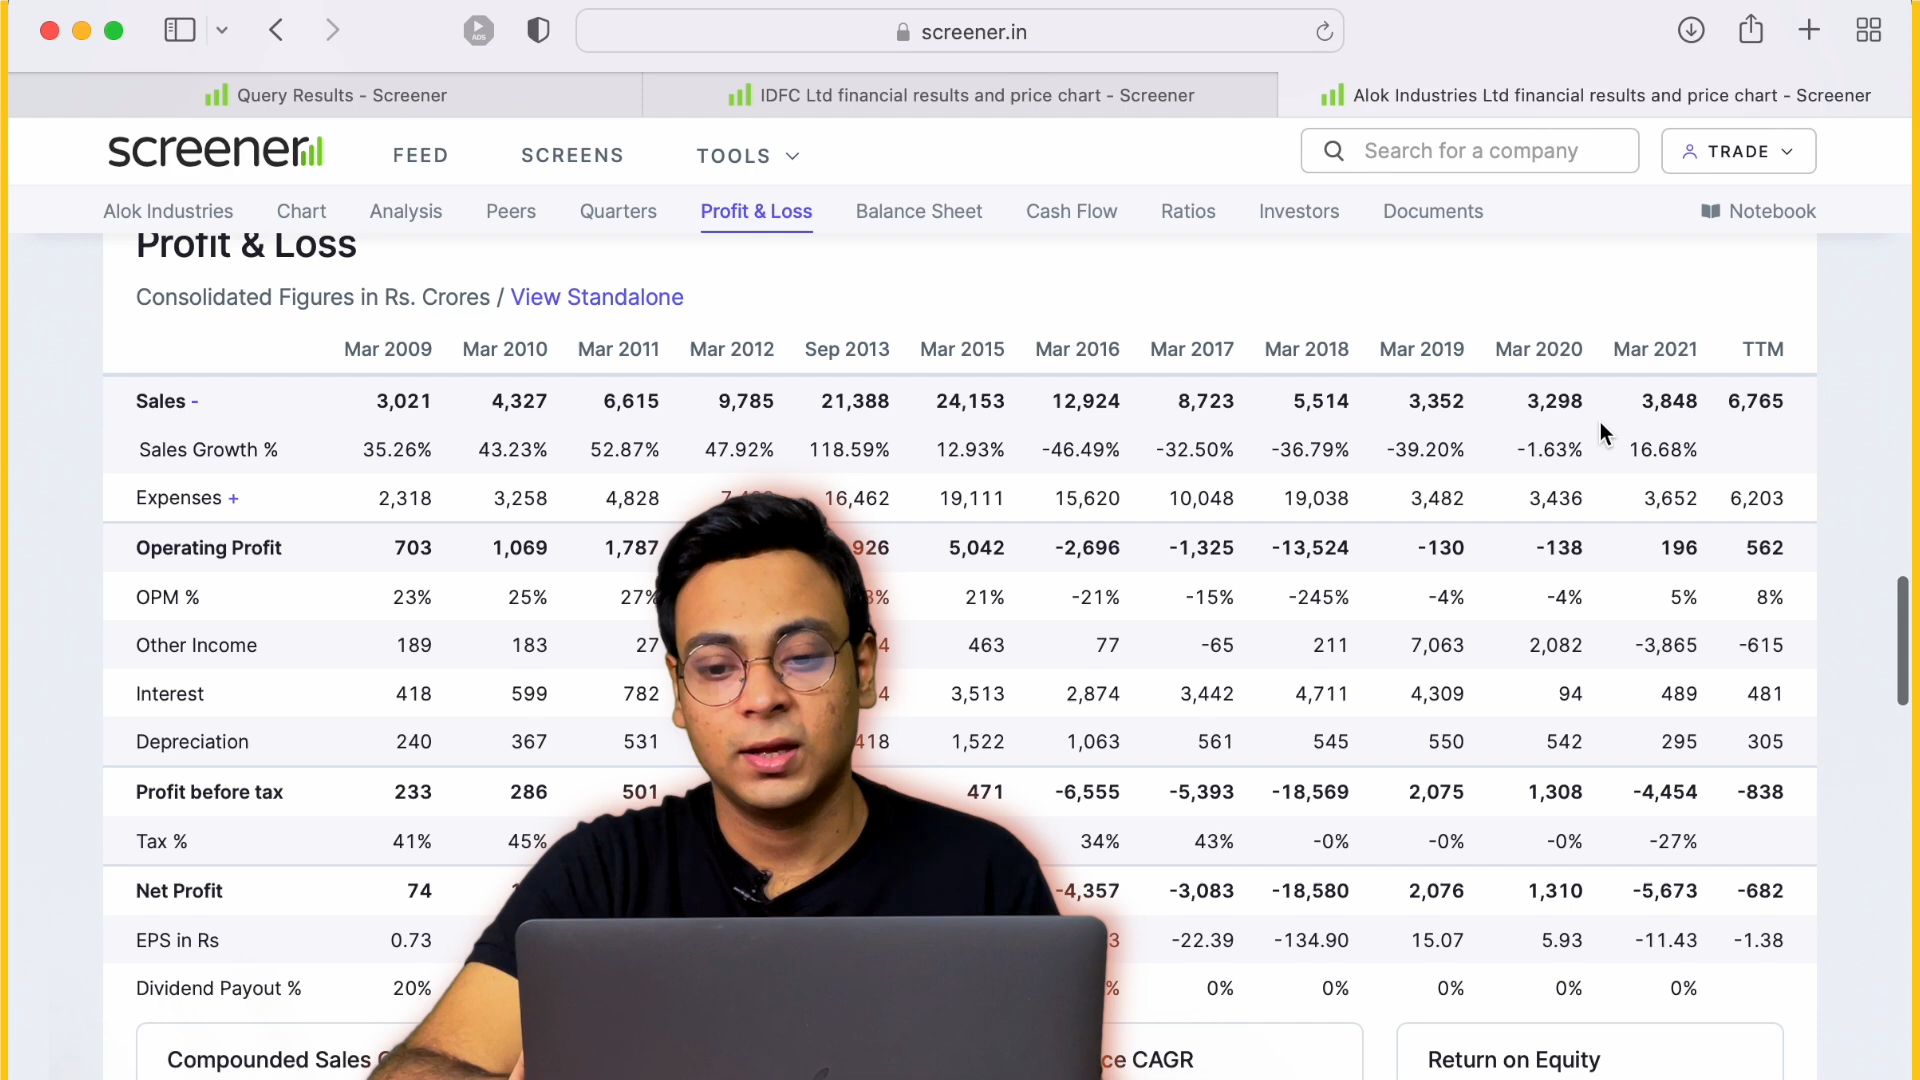 ADS
screener.in
Query Results - Screener
IDFC Ltd financial results and price chart - Screener
Alok Industries Ltd financial results and price chart - Screener
screener
FEED
SCREENS
TOOLS
Search for a company
TRADE
Alok Industries Chart Analysis Peers Quarters Profit & Loss Balance Sheet Cash Flow Ratios Investors Documents Notebook
Profit & Loss
Consolidated Figures in Rs. Crores / View Standalone
Mar 2009 Mar 2010 Mar 2011 Mar 2012 Sep 2013 Mar 2015 Mar 2016 Mar 2017 Mar 2018 Mar 2019 Mar 2020 Mar 2021 TTM
Sales - 3,021 4,327 6,615 9,785 21,388 24,153 12,924 8,723 5,514 3,352 3,298 3,848 6,765
Sales Growth % 35.26% 43.23% 52.87% 47.92% 118.59% 12.93% -46.49% -32.50% -36.79% -39.20% -1.63% 16.68%
Expenses + 2,318 3,258 4,828 16,462 19,111 15,620 10,048 19,038 3,482 3,436 3,652 6,203
Operating Profit 703 1,069 1,787 926 5,042 -2,696 -1,325 -13,524 -130 -138 196 562
OPM % 23% 25% 27% 21% -21% -15% -245% -4% -4% 5% 8%
Other Income 189 183 27 463 77 -65 211 7,063 2,082 -3,865 -615
Interest 418 599 782 3,513 2,874 3,442 4,711 4,309 94 489 481
Depreciation 240 367 531 418 1,522 1,063 561 545 550 542 295 305
Profit before tax 233 286 501 471 -6,555 -5,393 -18,569 2,075 1,308 -4,454 -838
Tax % 41% 45% 34% 43% -0% -0% -0% -27%
Net Profit 74 -4,357 -3,083 -18,580 2,076 1,310 -5,673 -682
EPS in Rs 0.73 -22.39 -134.90 15.07 5.93 -11.43 -1.38
Dividend Payout % 20% 0% 0% 0% 0% 0%
Compounded Sales
CAGR
Return on Equity